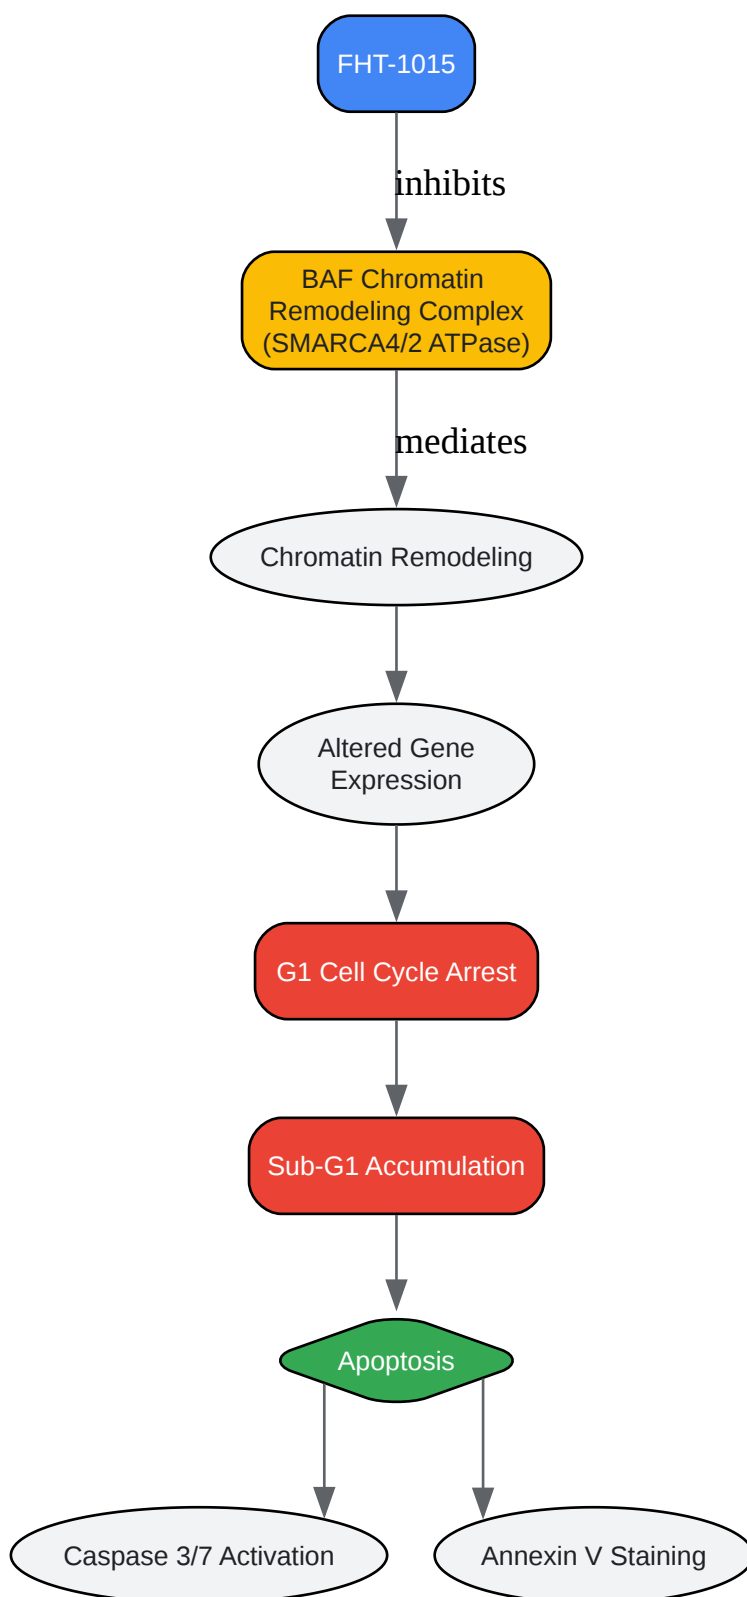 FHT-1015
inhibits
BAF Chromatin
Remodeling Complex
(SMARCA4/2 ATPase)
mediates
Chromatin Remodeling
Altered Gene
Expression
G1 Cell Cycle Arrest
Sub-G1 Accumulation
Apoptosis
Caspase 3/7 Activation
Annexin V Staining